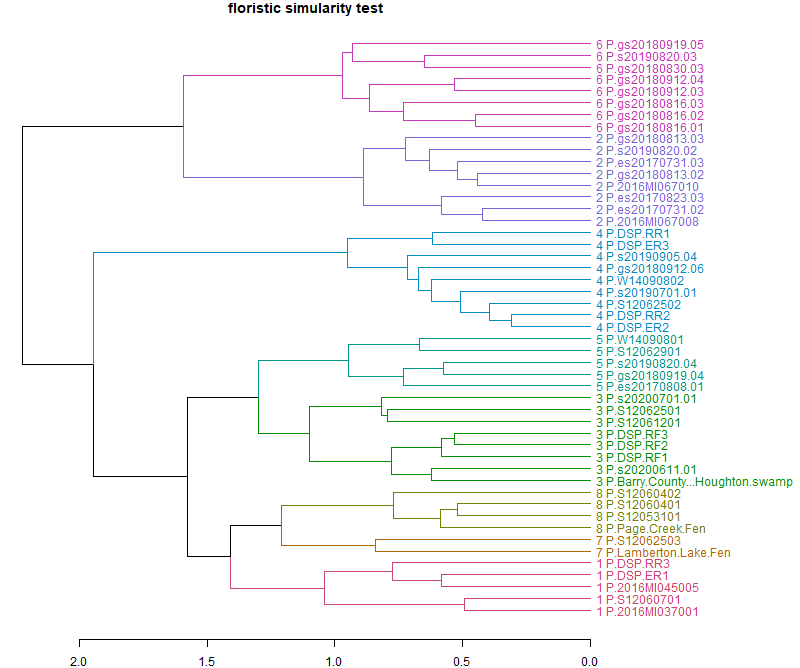 floristic simularity test
6 P.gs20180919.05
6 P.s20190820.03
6 P.gs20180830.03
6 P.gs20180912.04
6 P.gs20180912.03
6 P.gs20180816.03
6 P.gs20180816.02
6 P.gs20180816.01
2 P.gs20180813.03
2 P.s20190820.02
2 P.es20170731.03
2 P.gs20180813.02
2 P.2016MI067010
2 P.es20170823.03
2 P.es20170731.02
2 P.2016MI067008
4 P.DSP.RR1
4 P.DSP.ER3
4 P.s20190905.04
4 P.gs20180912.06
4 P.W14090802
4 P.s20190701.01
4 P.S12062502
4 P.DSP.RR2
4 P.DSP.ER2
5 P.W14090801
5 P.S12062901
5 P.s20190820.04
5 P.gs20180919.04
5 P.es20170808.01
3 P.s20200701.01
3 P.S12062501
3 P.S12061201
3 P.DSP.RF3
3 P.DSP.RF2
3 P.DSP.RF1
3 P.s20200611.01
3 P.Barry.County...Houghton.swamp
8 P.S12060402
8 P.S12060401
8 P.S12053101
8 P.Page.Creek.Fen
7 P.S12062503
7 P.Lamberton.Lake.Fen
1 P.DSP.RR3
1 P.DSP.ER1
1 P.2016MI045005
1 P.S12060701
1 P.2016MI037001
2.0 1.5 1.0 0.5 0.0